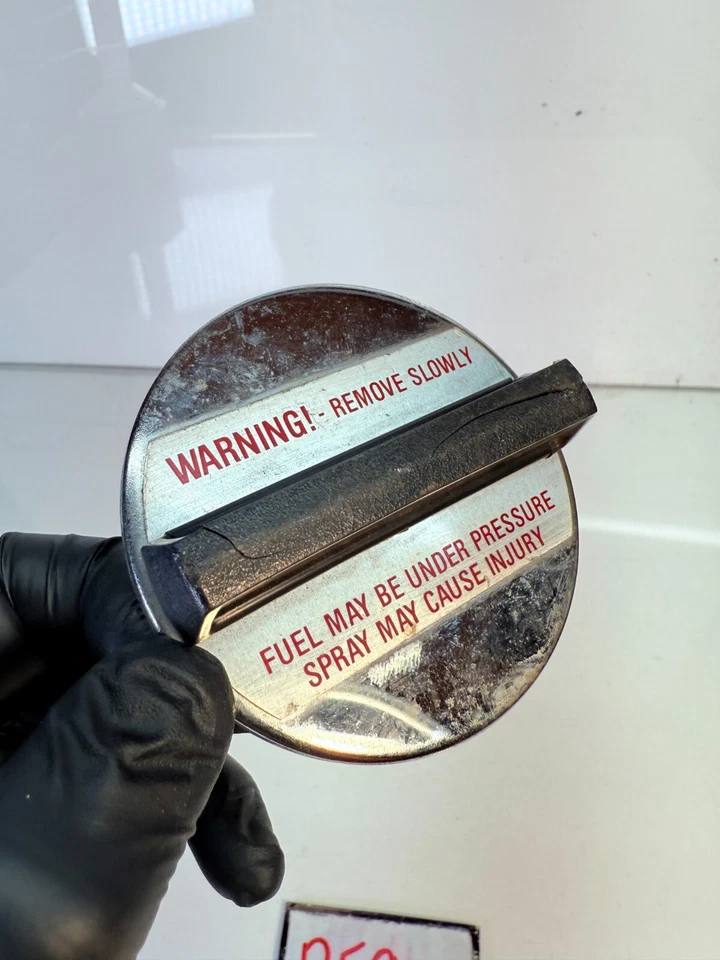 WARNING! - REMOVE SLOWLY
FUEL MAY BE UNDER PRESSURE
SPRAY MAY CAUSE INJURY